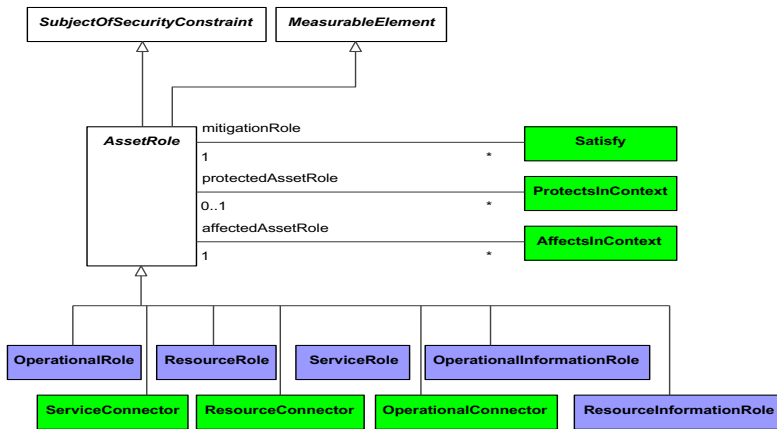 SubjectOfSecurityConstraint
MeasurableElement
AssetRole
mitigationRole
1
*
Satisfy
protectedAssetRole
0..1
*
ProtectsInContext
affectedAssetRole
1
*
AffectsInContext
OperationalRole
ResourceRole
ServiceRole
OperationalInformationRole
ServiceConnector
ResourceConnector
OperationalConnector
ResourceInformationRole